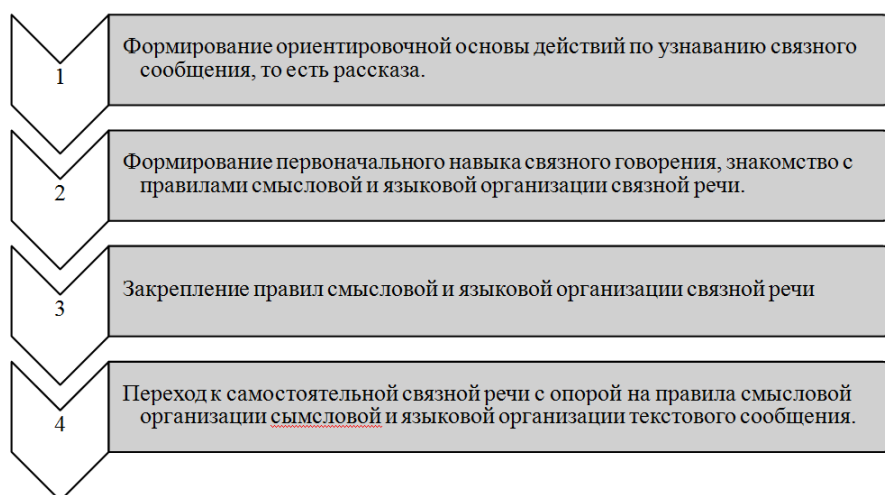 1
Формирование ориентировочной основы действий по узнаванию связного
сообщения, то есть рассказа.
2
Формирование первоначального навыка связного говорения, знакомство с
правилами смысловой и языковой организации связной речи.
3
Закрепление правил смысловой и языковой организации связной речи
4
Переход к самостоятельной связной речи с опорой на правила смысловой
организации сымсловой и языковой организации текстового сообщения.